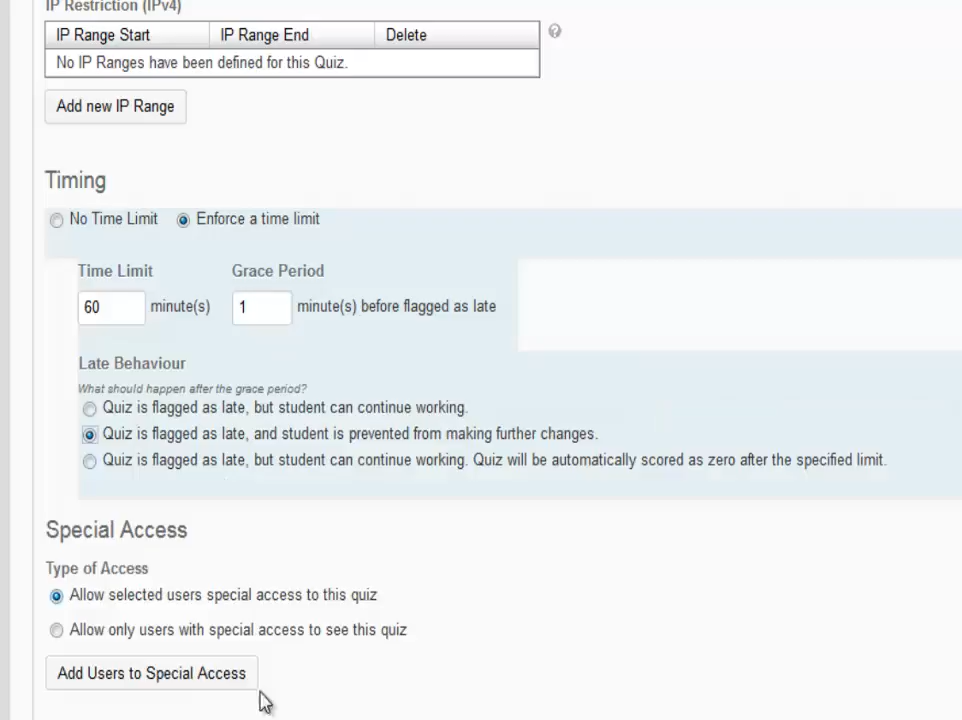 IP Restriction (IPv4)
IP Range Start IP Range End Delete
No IP Ranges have been defined for this Quiz.
Add new IP Range
Timing
No Time Limit Enforce a time limit
Time Limit Grace Period
60 minute(s) 1 minute(s) before flagged as late
Late Behaviour
What should happen after the grace period?
Quiz is flagged as late, but student can continue working.
Quiz is flagged as late, and student is prevented from making further changes.
Quiz is flagged as late, but student can continue working. Quiz will be automatically scored as zero after the specified limit.
Special Access
Type of Access
Allow selected users special access to this quiz
Allow only users with special access to see this quiz
Add Users to Special Access